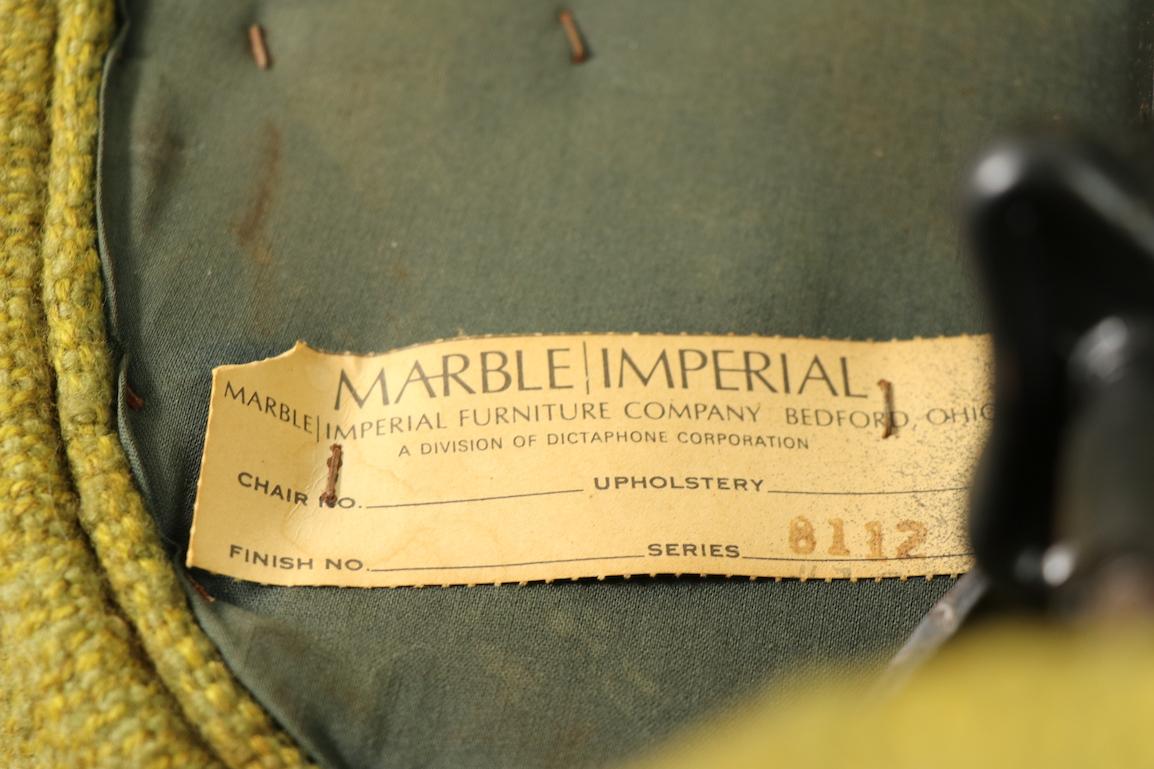 MARBLE|IMPERIAL
MARBLE|IMPERIAL FURNITURE COMPANY BEDFORD, OHIO
A DIVISION OF DICTAPHONE CORPORATION
CHAIR NO. UPHOLSTERY
FINISH NO. SERIES 8112